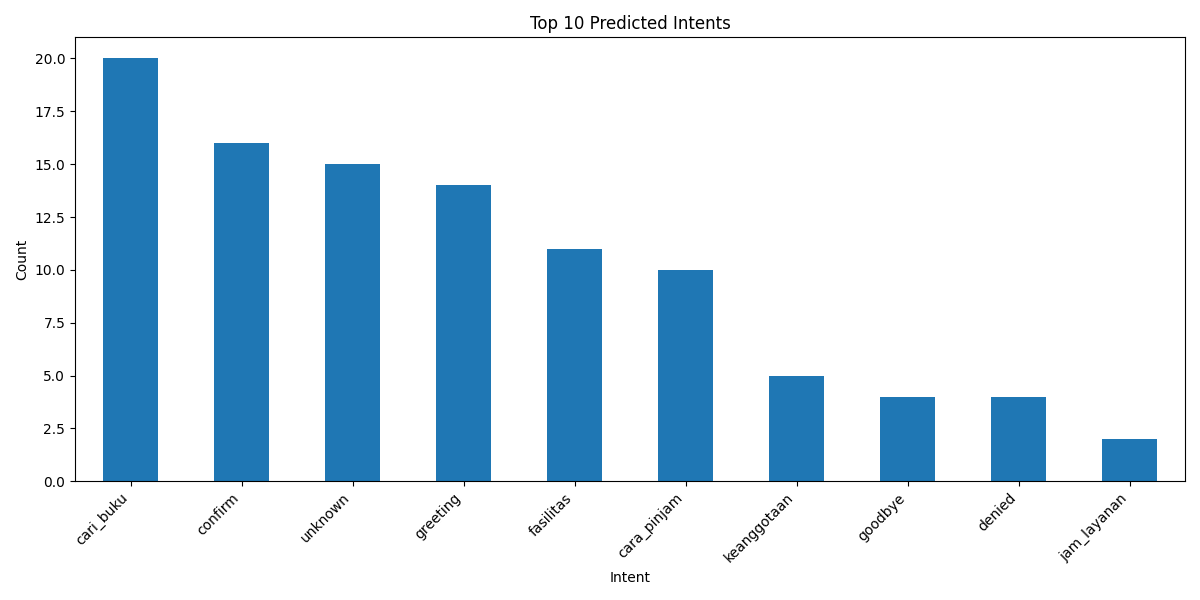 Top 10 Predicted Intents
Count
20.0
17.5
15.0
12.5
10.0
7.5
5.0
2.5
0.0
cari_buku
confirm
unknown
greeting
fasilitas
cara_pinjam
keanggotaan
goodbye
denied
jam_layanan
Intent